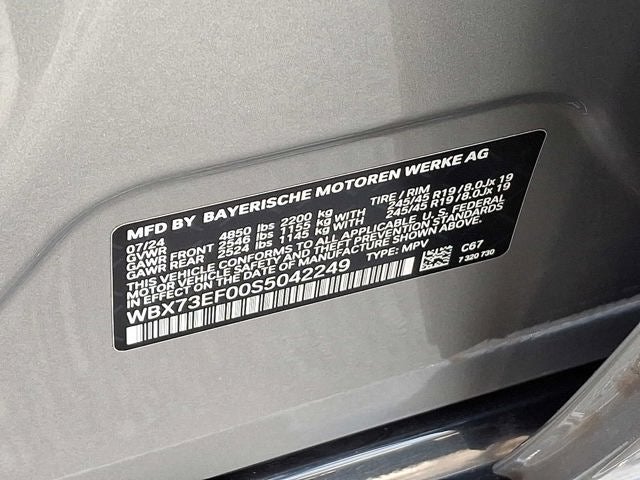 MFD BY BAYERISCHE MOTOREN WERKE AG
07/24 TIRE / RIM
GVWR 4850 lbs 2200 kg
GAWR FRONT 2546 lbs 1155 kg WITH 245/45 R19 / 8.0Jx 19
GAWR REAR 2524 lbs 1145 kg WITH 245/45 R19 / 8.0Jx 19
THIS VEHICLE CONFORMS TO ALL APPLICABLE U.S. FEDERAL
MOTOR VEHICLE SAFETY STANDARDS IN EFFECT ON THE
DATE OF MANUFACTURE SHOWN ABOVE.
WBX73EF00S5042249 TYPE: MPV
C67
7 320 730